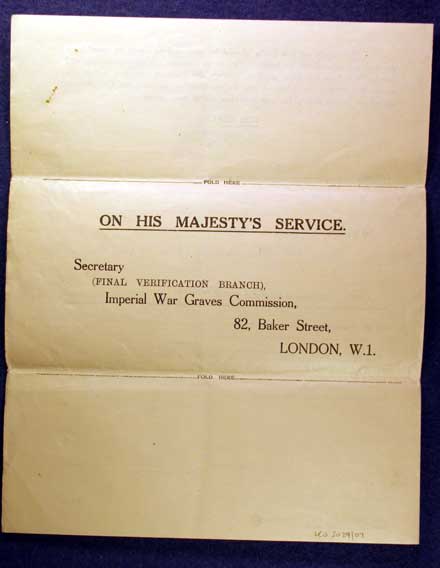 FOLD HERE
ON HIS MAJESTY'S SERVICE.
Secretary
(FINAL VERIFICATION BRANCH),
Imperial War Graves Commission,
82, Baker Street,
LONDON, W.1.
FOLD HERE